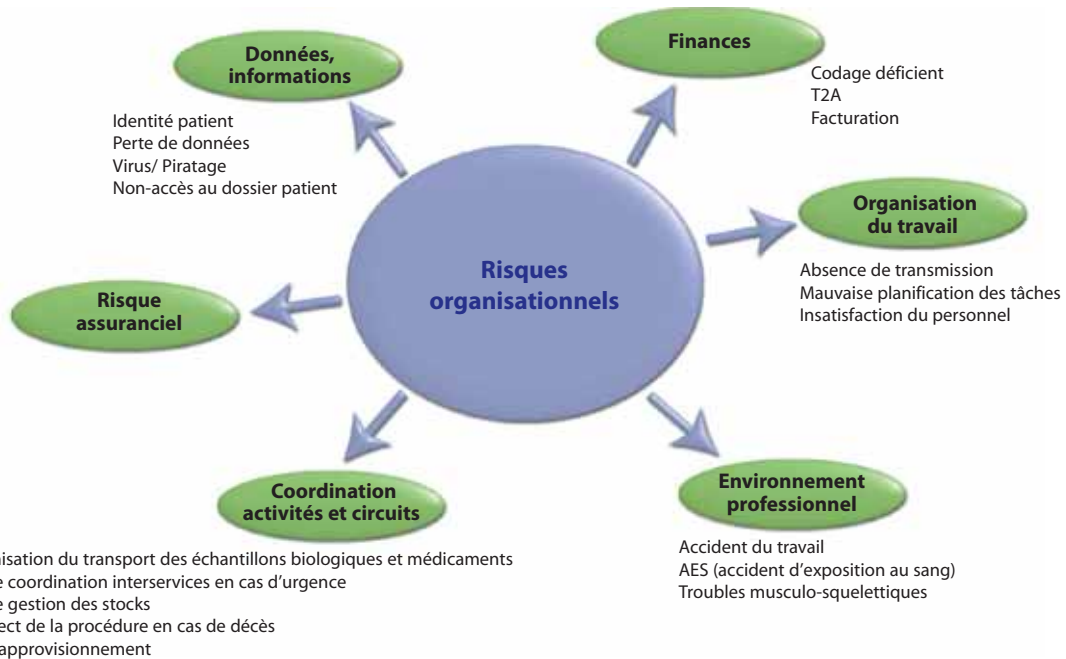 Données,
informations
Identité patient
Perte de données
Virus/ Piratage
Non-accès au dossier patient
Finances
Codage déficient
T2A
Facturation
Organisation
du travail
Absence de transmission
Mauvaise planification des tâches
Insatisfaction du personnel
Risques
organisationnels
Risque
assuranciel
Coordination
activités et circuits
du transport des échantillons biologiques et médicaments
coordination interservices en cas d'urgence
gestion des stocks
de la procédure en cas de décès
approvisionnement
Environnement
professionnel
Accident du travail
AES (accident d'exposition au sang)
Troubles musculo-squelettiques